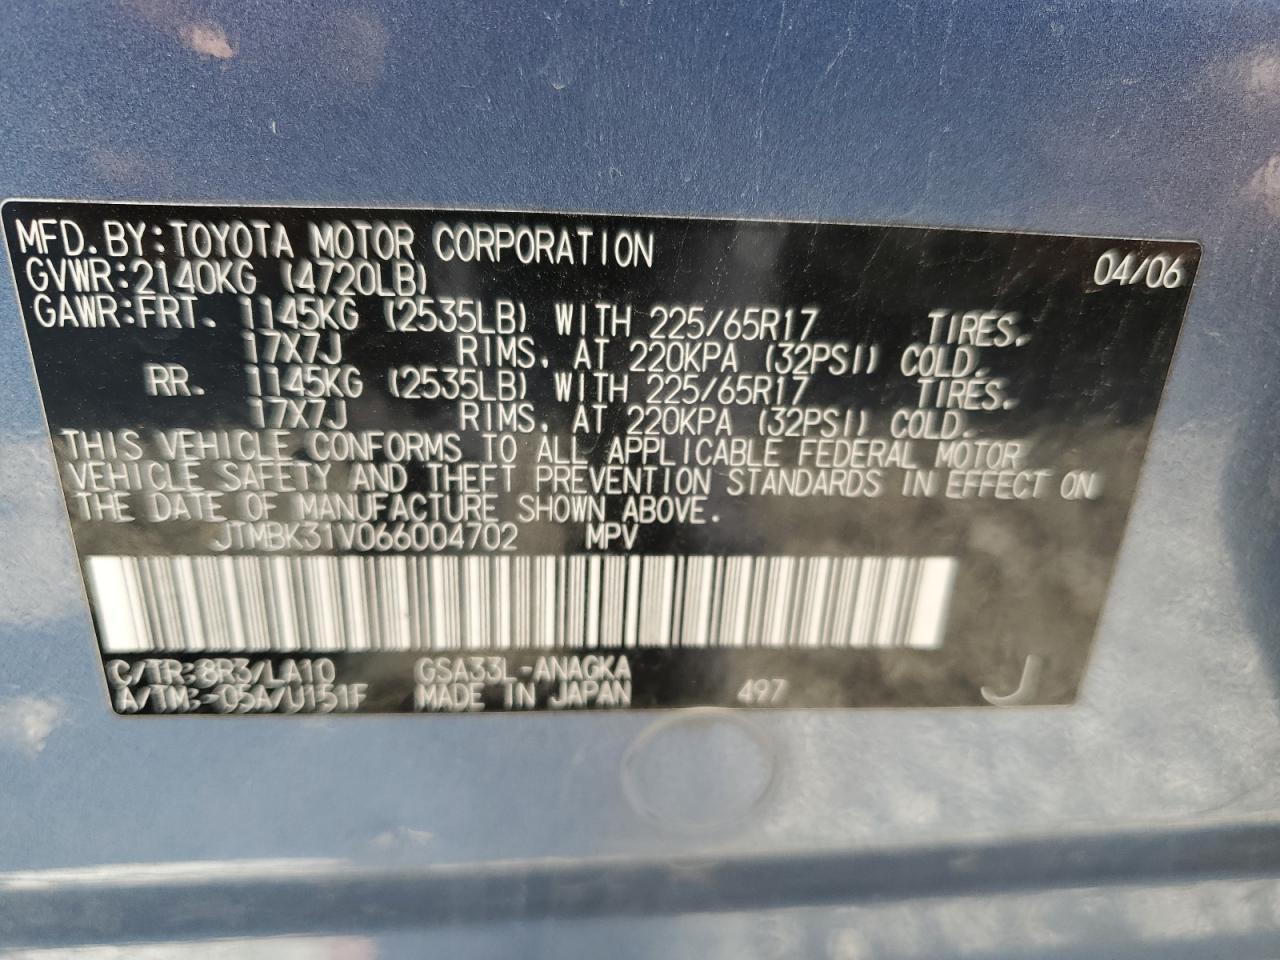 MFD.BY:TOYOTA MOTOR CORPORATION 04/06
GVWR:2140KG (4720LB)
GAWR:FRT. 1145KG (2535LB) WITH 225/65R17 TIRES.
17X7J RIMS. AT 220KPA (32PSI) COLD.
RR. 1145KG (2535LB) WITH 225/65R17 TIRES.
17X7J RIMS. AT 220KPA (32PSI) COLD.
THIS VEHICLE CONFORMS TO ALL APPLICABLE FEDERAL MOTOR
VEHICLE SAFETY AND THEFT PREVENTION STANDARDS IN EFFECT ON
THE DATE OF MANUFACTURE SHOWN ABOVE.
JTMBK31V066004702 MPV
C/TR:8R3/LA10 GSA33L-ANAGKA
A/TM:-05A/U151F MADE IN JAPAN 497 J